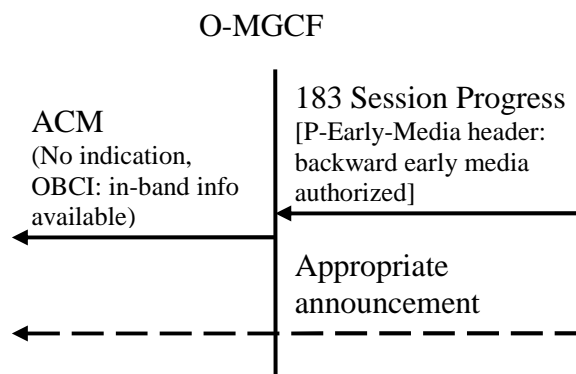 O-MGCF
ACM
(No indication,
OBCI: in-band info
available)
183 Session Progress
[P-Early-Media header:
backward early media
authorized]
Appropriate
announcement